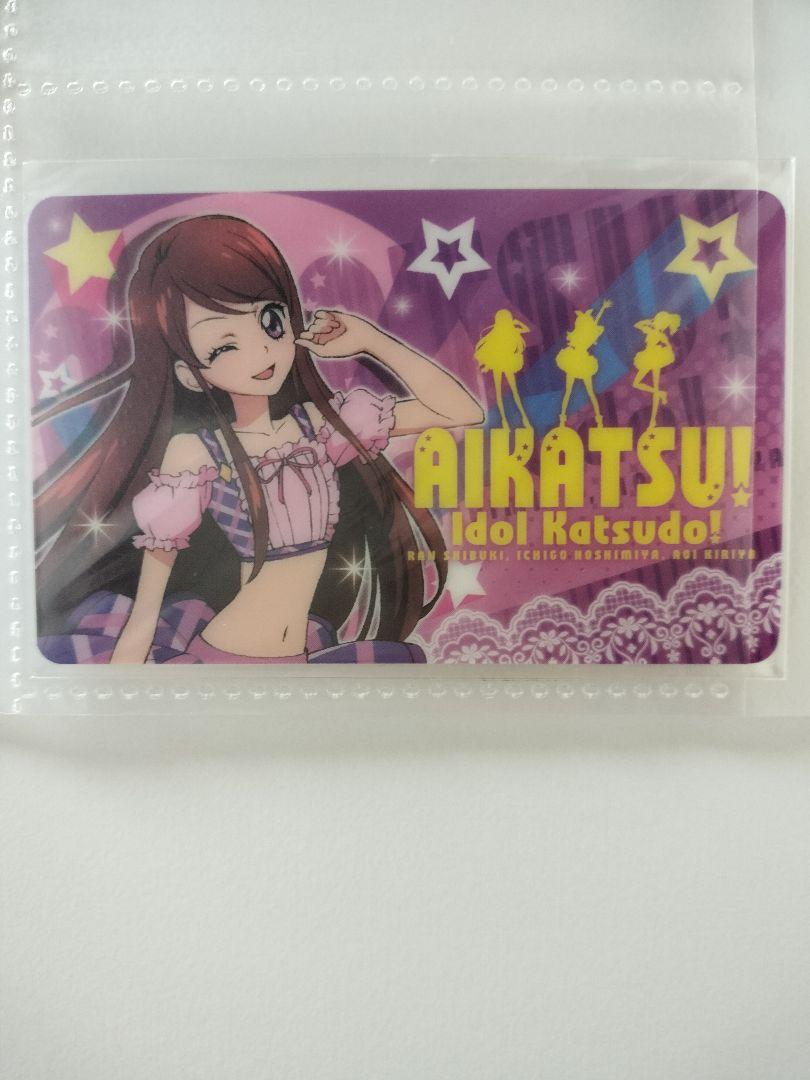 AIKATSU!
Idol Katsudo!
RAN SHIBUKI, ICHIGO HOSHIMIYA, AOI KIRIYA